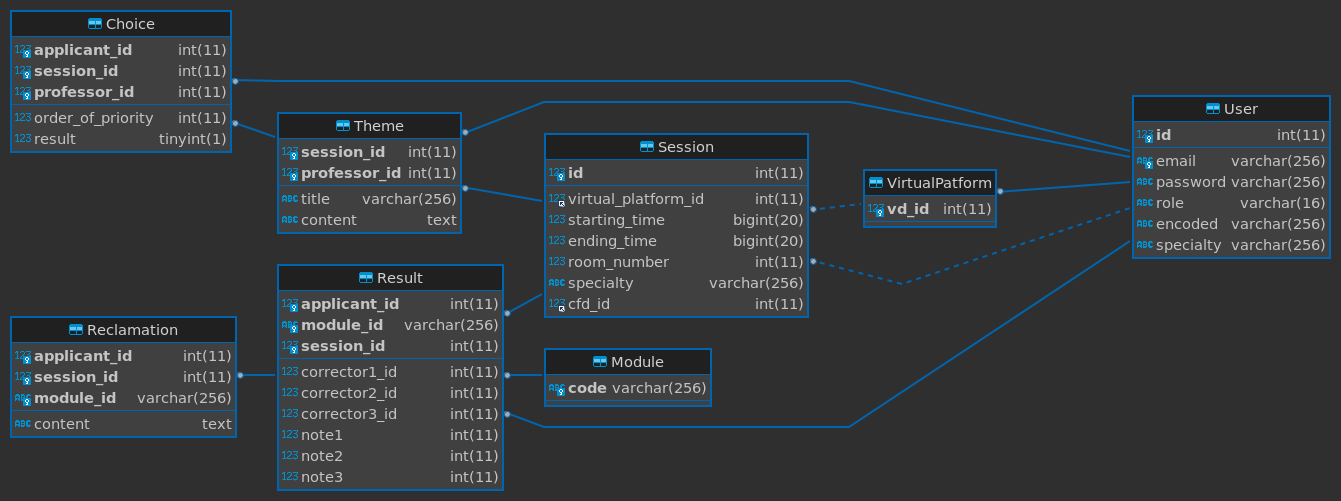 Choice
applicant_id int(11)
session_id int(11)
professor_id int(11)
order_of_priority int(11)
result tinyint(1)
Theme
session_id int(11)
professor_id int(11)
title varchar(256)
content text
Session
id int(11)
virtual_platform_id int(11)
starting_time bigint(20)
ending_time bigint(20)
room_number int(11)
specialty varchar(256)
cfd_id int(11)
VirtualPatform
vd_id int(11)
User
id int(11)
email varchar(256)
password varchar(256)
role varchar(16)
encoded varchar(256)
specialty varchar(256)
Reclamation
applicant_id int(11)
session_id int(11)
module_id varchar(256)
content text
Result
applicant_id int(11)
module_id varchar(256)
session_id int(11)
corrector1_id int(11)
corrector2_id int(11)
corrector3_id int(11)
note1 int(11)
note2 int(11)
note3 int(11)
Module
code varchar(256)